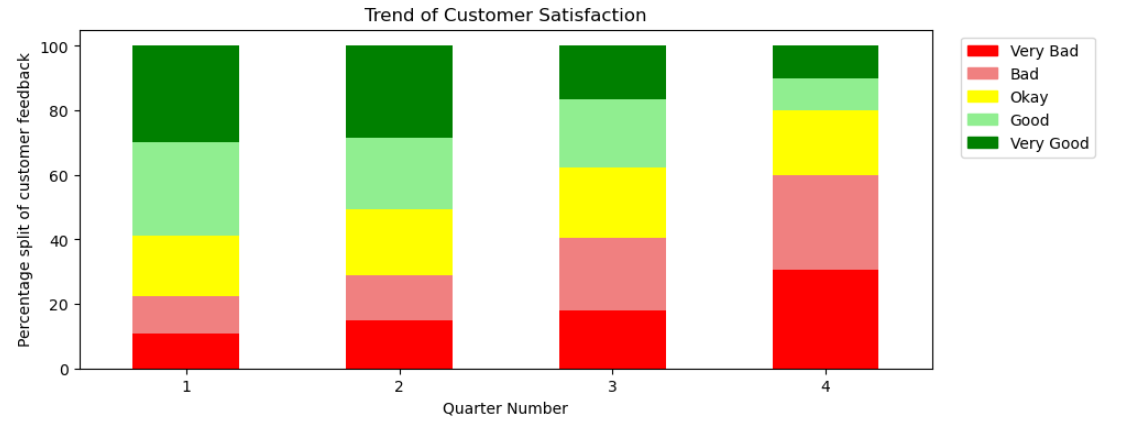 Trend of Customer Satisfaction
Percentage split of customer feedback
100
80
60
40
20
0
1 2 3 4
Quarter Number
Very Bad
Bad
Okay
Good
Very Good